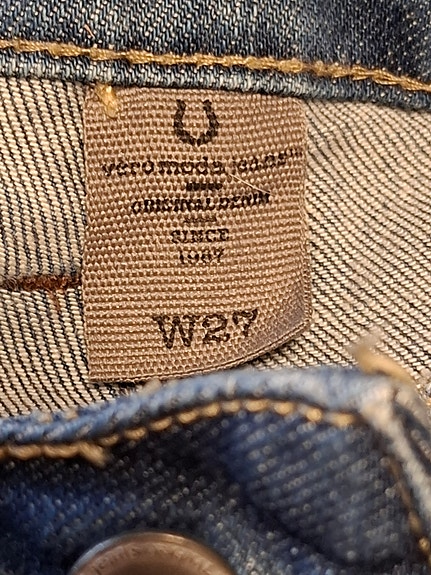 vero moda jeans
ORIGINAL DENIM
SINCE
1987
W27